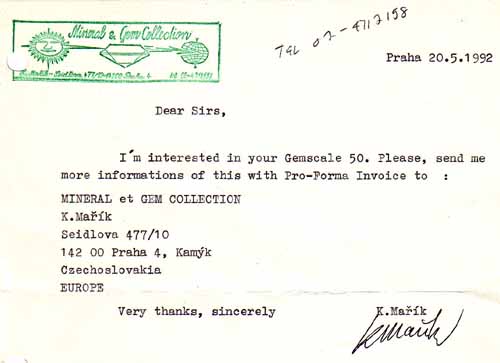 Mineral & Gem Collection
TEL 02-4717158
Praha 20.5.1992
Dear Sirs,
I´m interested in your Gemscale 50. Please, send me
more informations of this with Pro-Forma Invoice to :
MINERAL et GEM COLLECTION
K.Mařík
Seidlova 477/10
142 00 Praha 4, Kamýk
Czechoslovakia
EUROPE
Very thanks, sincerely
K.Mařík